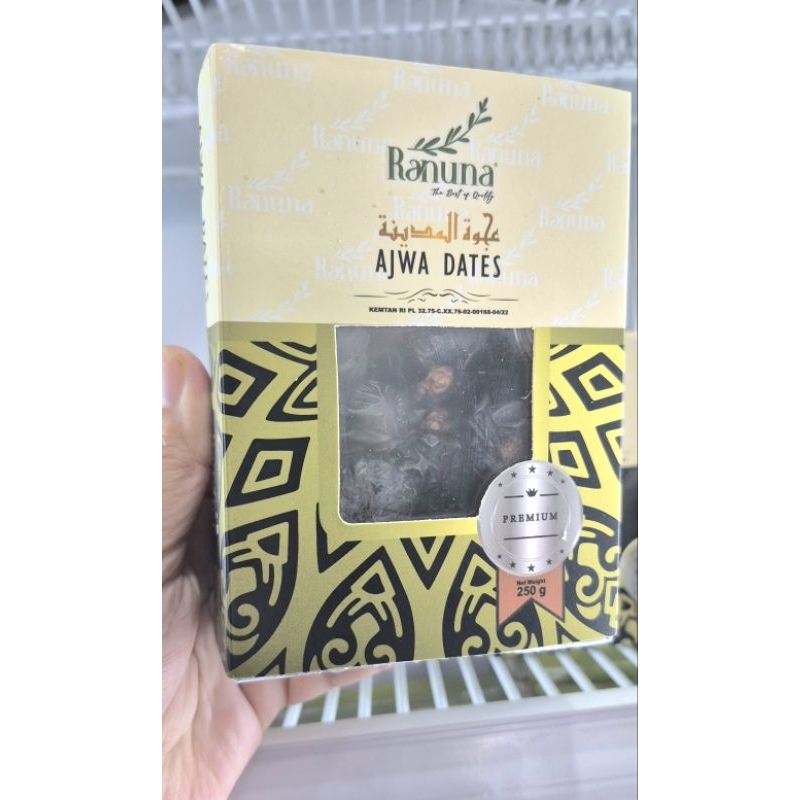 Ranuna
The Best of Quality
عجوة المدينة
AJWA DATES
KEMTAN RI PL 32.75-C.XX.75-02-00168-04/22
PREMIUM
Net Weight
250 g